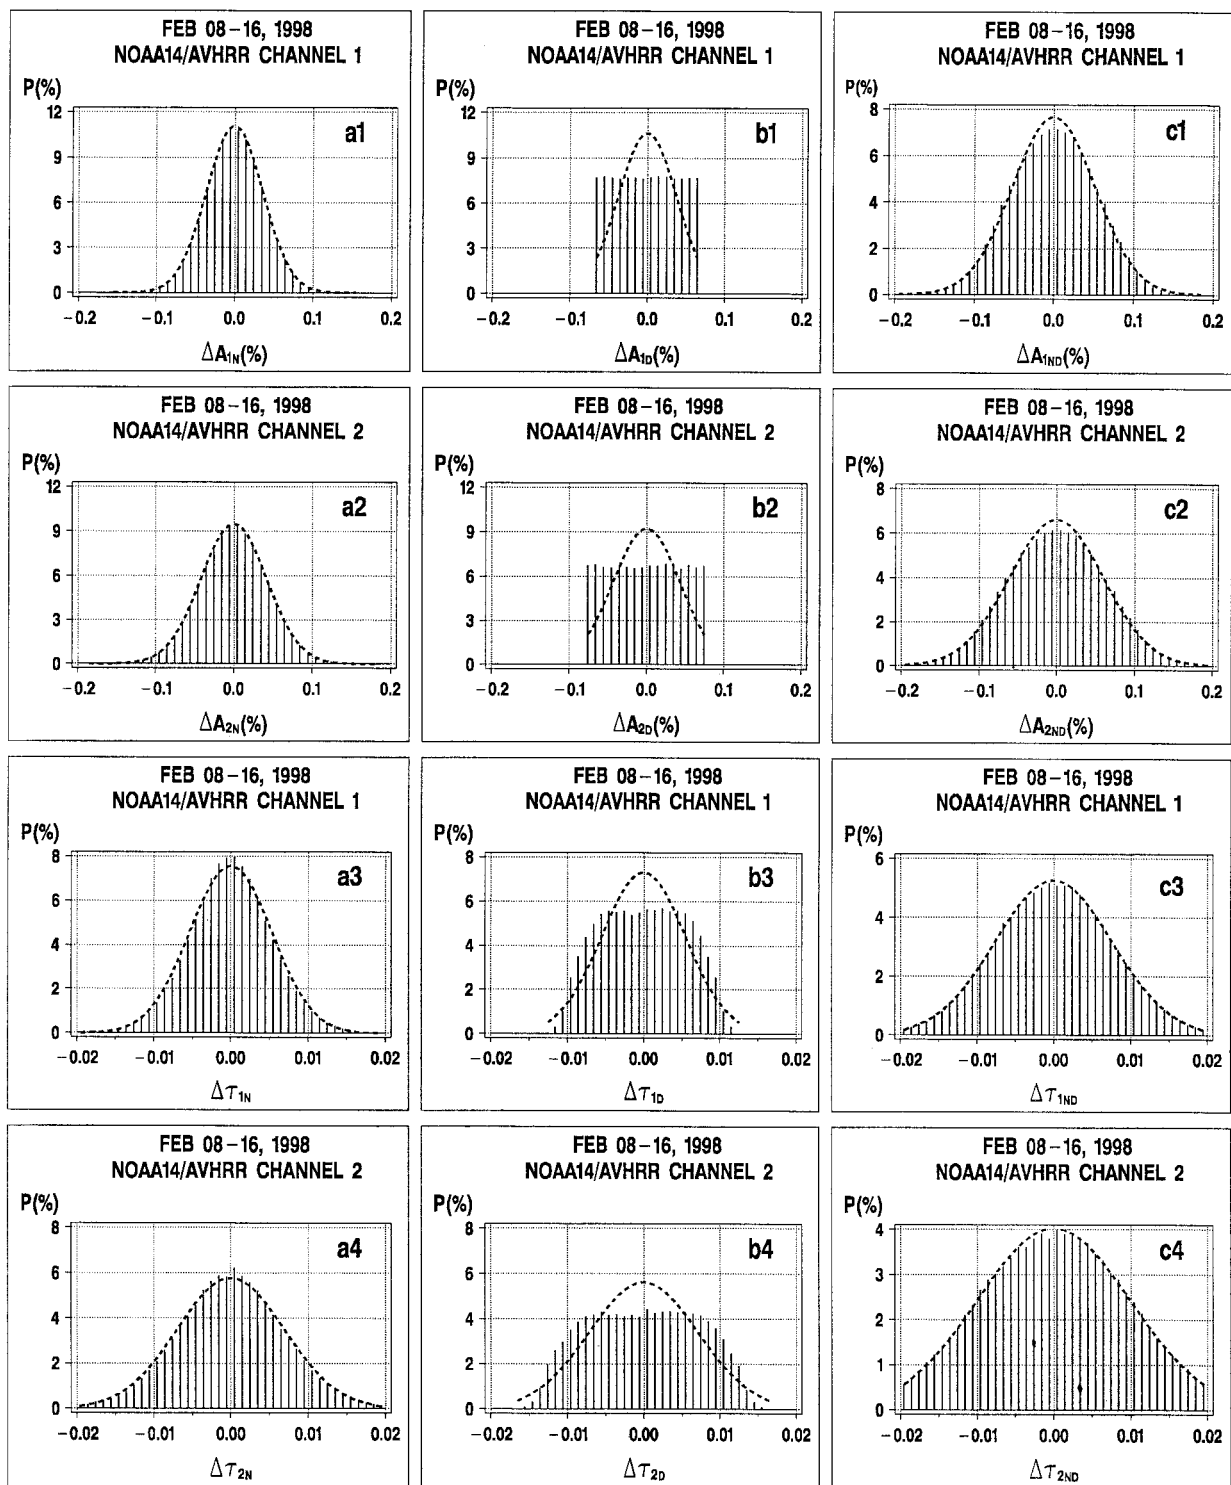 FEB 08-16, 1998
NOAA14/AVHRR CHANNEL 1
P(%)
a1
12
9
6
3
0
-0.2 -0.1 0.0 0.1 0.2
ΔA1N(%)
FEB 08-16, 1998
NOAA14/AVHRR CHANNEL 1
P(%)
b1
12
9
6
3
0
-0.2 -0.1 0.0 0.1 0.2
ΔA1D(%)
FEB 08-16, 1998
NOAA14/AVHRR CHANNEL 1
P(%)
c1
8
6
4
2
0
-0.2 -0.1 0.0 0.1 0.2
ΔA1ND(%)
FEB 08-16, 1998
NOAA14/AVHRR CHANNEL 2
P(%)
a2
12
9
6
3
0
-0.2 -0.1 0.0 0.1 0.2
ΔA2N(%)
FEB 08-16, 1998
NOAA14/AVHRR CHANNEL 2
P(%)
b2
12
9
6
3
0
-0.2 -0.1 0.0 0.1 0.2
ΔA2D(%)
FEB 08-16, 1998
NOAA14/AVHRR CHANNEL 2
P(%)
c2
8
6
4
2
0
-0.2 -0.1 0.0 0.1 0.2
ΔA2ND(%)
FEB 08-16, 1998
NOAA14/AVHRR CHANNEL 1
P(%)
a3
8
6
4
2
0
-0.02 -0.01 0.00 0.01 0.02
Δτ1N
FEB 08-16, 1998
NOAA14/AVHRR CHANNEL 1
P(%)
b3
8
6
4
2
0
-0.02 -0.01 0.00 0.01 0.02
Δτ1D
FEB 08-16, 1998
NOAA14/AVHRR CHANNEL 1
P(%)
c3
6
4
2
0
-0.02 -0.01 0.00 0.01 0.02
Δτ1ND
FEB 08-16, 1998
NOAA14/AVHRR CHANNEL 2
P(%)
a4
8
6
4
2
0
-0.02 -0.01 0.00 0.01 0.02
Δτ2N
FEB 08-16, 1998
NOAA14/AVHRR CHANNEL 2
P(%)
b4
8
6
4
2
0
-0.02 -0.01 0.00 0.01 0.02
Δτ2D
FEB 08-16, 1998
NOAA14/AVHRR CHANNEL 2
P(%)
c4
4
3
2
1
0
-0.02 -0.01 0.00 0.01 0.02
Δτ2ND